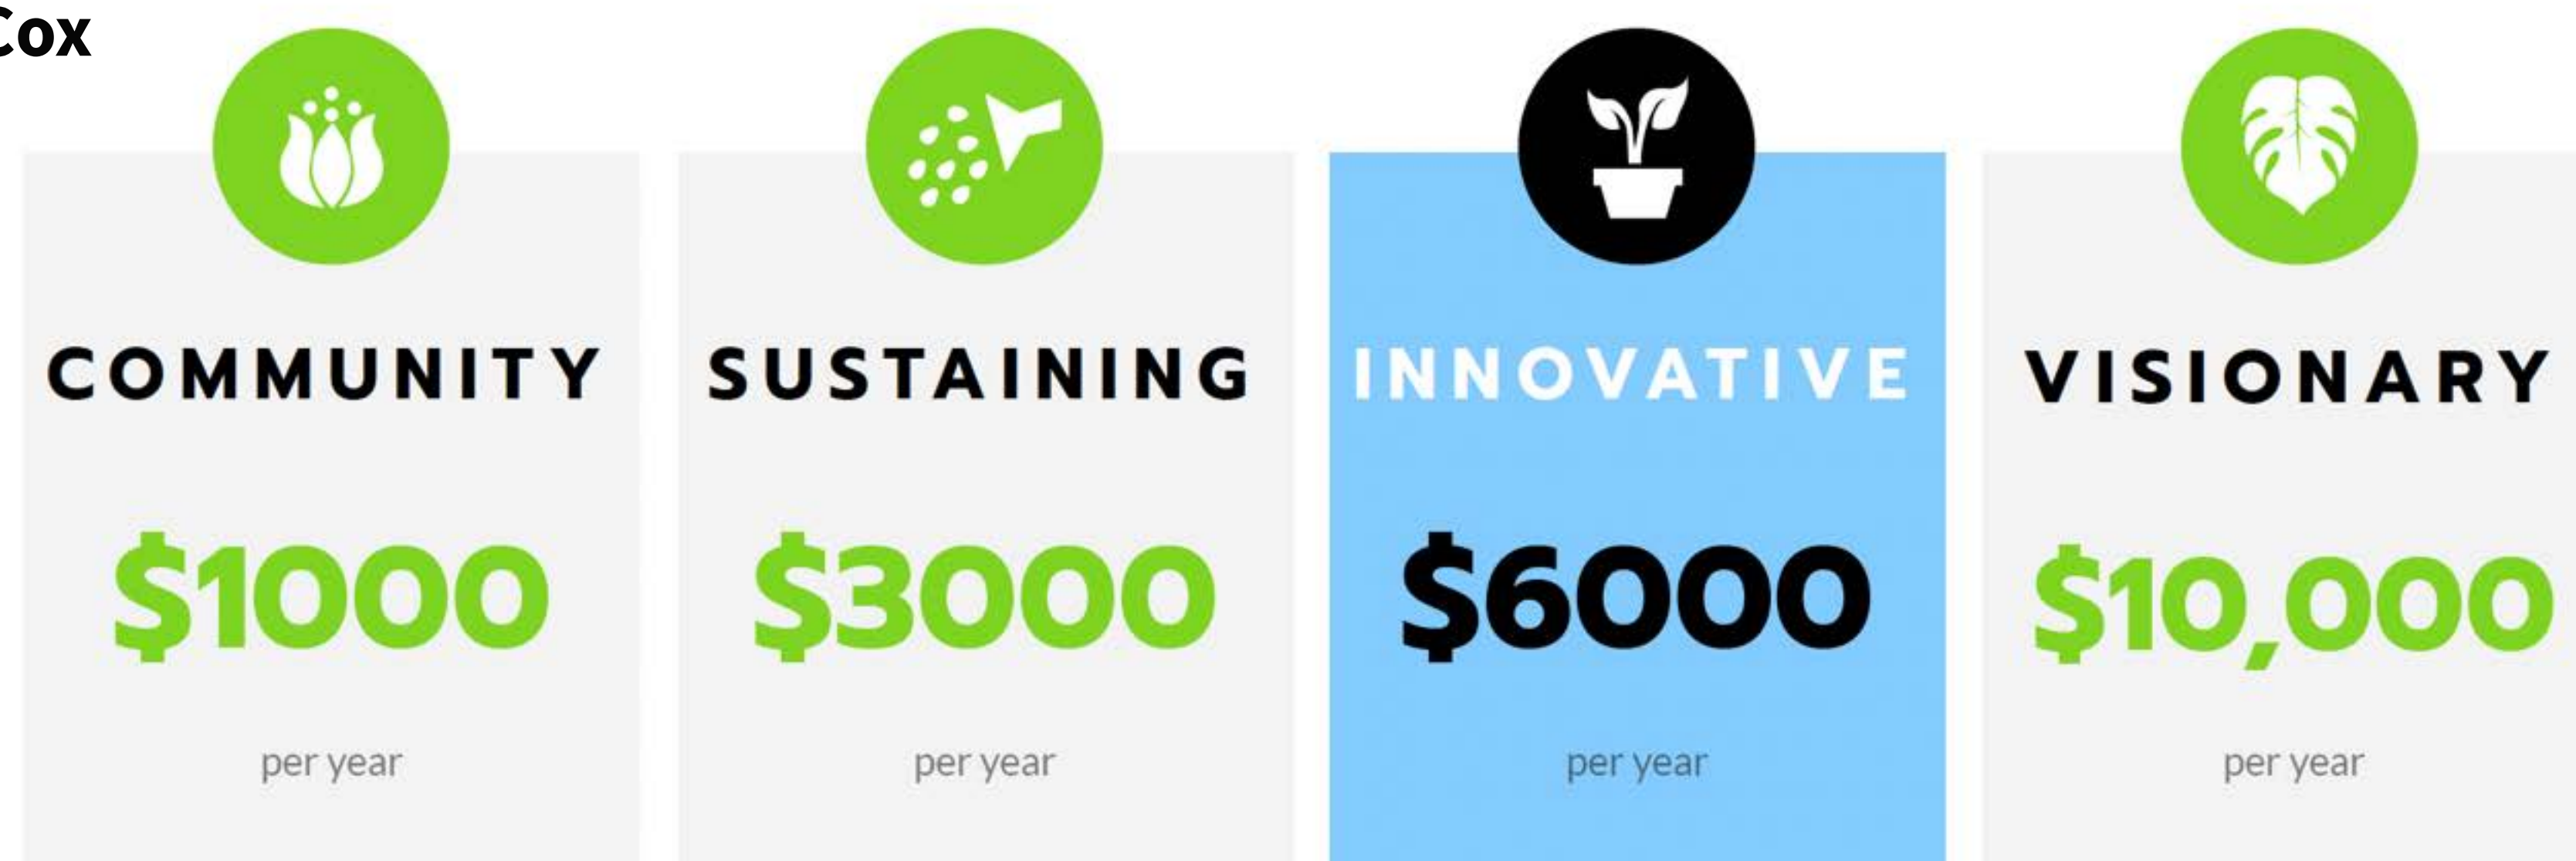 Cox
COMMUNITY
$1000
per year
SUSTAINING
$3000
per year
INNOVATIVE
$6000
per year
VISIONARY
$10,000
per year